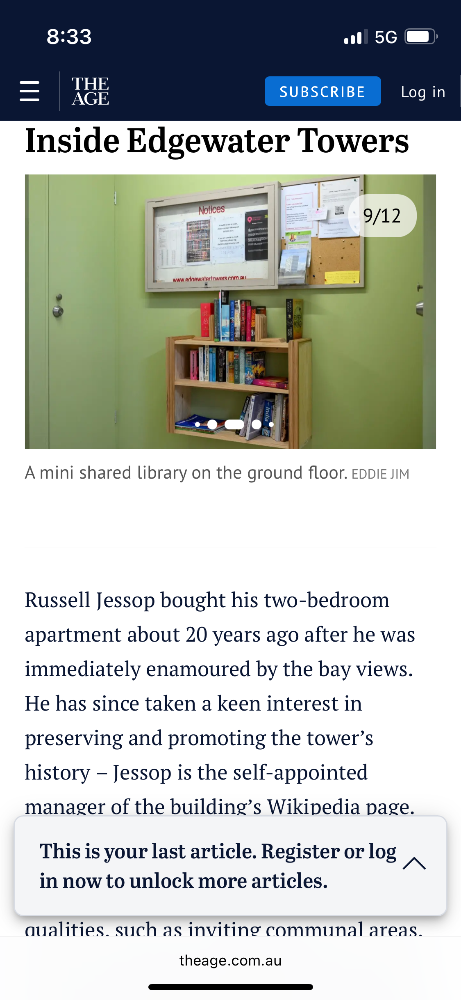 8:33
5G
THE
AGE
SUBSCRIBE
Log in
Inside Edgewater Towers
Notices
9/12
www.edgewatertowers.com.au
India
A mini shared library on the ground floor. EDDIE JIM
Russell Jessop bought his two-bedroom
apartment about 20 years ago after he was
immediately enamoured by the bay views.
He has since taken a keen interest in
preserving and promoting the tower’s
history – Jessop is the self-appointed
manager of the building’s Wikipedia page.
This is your last article. Register or log
in now to unlock more articles.
qualities, such as inviting communal areas,
theage.com.au